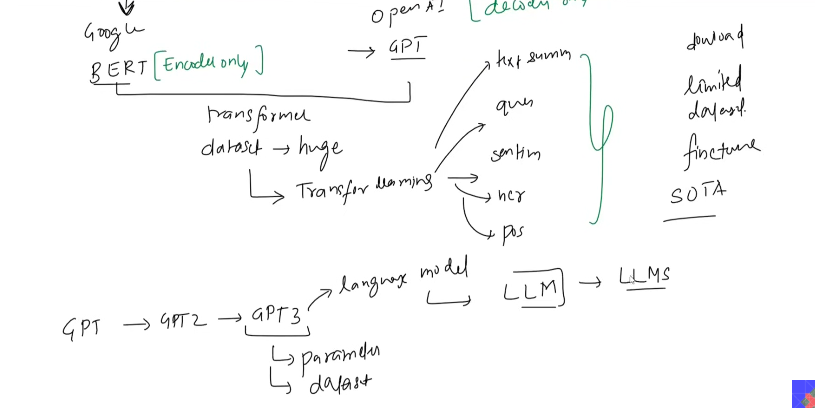 Google
BERT [Encoder only]
OpenAI [decoder only
→ GPT
Transformer
dataset → huge
Transfer learning
text summ
ques
sentim
ner
pos
download
limited
dataset
finetune
SOTA
GPT → GPT2 → GPT3
language model
LLM → LLMS
parameter
dataset